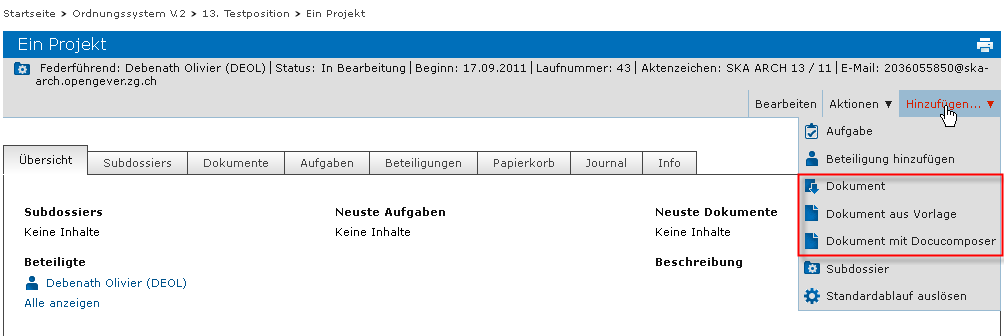 Startseite > Ordnungssystem V.2 > 13. Testposition > Ein Projekt
Ein Projekt
Federführend: Debenath Olivier (DEOL) | Status: In Bearbeitung | Beginn: 17.09.2011 | Laufnummer: 43 | Aktenzeichen: SKA ARCH 13 / 11 | E-Mail: 2036055850@ska-
arch.opengever.zg.ch
Bearbeiten Aktionen ▼ Hinzufügen... ▼
Aufgabe
Beteiligung hinzufügen
Dokument
Dokument aus Vorlage
Dokument mit Docucomposer
Subdossier
Standardablauf auslösen
Übersicht Subdossiers Dokumente Aufgaben Beteiligungen Papierkorb Journal Info
Subdossiers
Keine Inhalte
Beteiligte
Debenath Olivier (DEOL)
Alle anzeigen
Neuste Aufgaben
Keine Inhalte
Neuste Dokumente
Keine Inhalte
Beschreibung